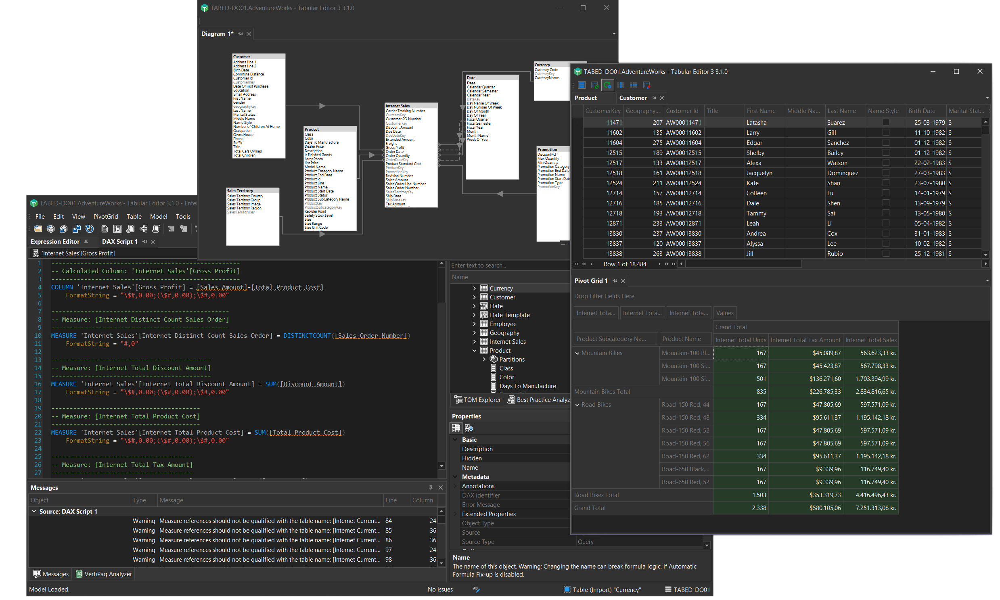 TABED-DO01.AdventureWorks - Tabular Editor 3 3.1.0
Diagram 1*
Customer
Address Line 1
Address Line 2
Birth Date
Commute Distance
Customer Id
CustomerKey
Date Of First Purchase
Education
Email Address
First Name
Gender
GeographyKey
Last Name
Marital Status
Middle Name
Name Style
Number of Children At Home
Occupation
Owns House
Phone
Suffix
Title
Total Cars Owned
Total Children
Sales Territory
Sales Territory Country
Sales Territory Group
Sales Territory Image
Sales Territory Region
SalesTerritoryKey
Product
Class
Color
Days To Manufacture
Dealer Price
Description
Is Finished Goods
LargePhoto
List Price
Model Name
Product Category Name
Product End Date
Product Id
Product Line
Product Name
Product Start Date
Product Status
Product SubCategory Name
ProductKey
ProductSubcategoryKey
Reorder Point
Safety Stock Level
Size
Size Range
Size Unit Code
Internet Sales
Carrier Tracking Number
CurrencyKey
Customer PO Number
CustomerKey
Discount Amount
Due Date
DueDateKey
Extended Amount
Freight
Gross Profit
Order Date
Order Quantity
OrderDateKey
Product Standard Cost
ProductKey
PromotionKey
Revision Number
Sales Amount
Sales Order Line Number
Sales Order Number
SalesTerritoryKey
Ship Date
ShipDateKey
Tax Amount
Date
Date
Calendar Quarter
Calendar Semester
Calendar Year
DateKey
Day Name Of Week
Day Number Of Week
Day Of Month
Day Of Year
Fiscal Quarter
Fiscal Semester
Fiscal Year
Month
Month Name
Week Of Year
Currency
Currency Code
CurrencyKey
CurrencyName
Promotion
DiscountPct
Max Quantity
Min Quantity
Promotion Category
Promotion End Date
Promotion Name
Promotion Start Date
Promotion Type
PromotionKey
TABED-DO01.AdventureWorks - Tabular Editor 3 3.1.0
Product Customer
CustomerKey Geography... Customer Id Title First Name Middle Na... Last Name Name Style Birth Date Marital Stat...
11471 207 AW00011471 Latasha Suarez 25-03-1979 S
11602 135 AW00011602 Larry Gill 11-10-1982 S
11604 275 AW00011604 Edgar Sanchez 01-12-1982 S
12515 189 AW00012515 Shelby Bailey 01-12-1982 S
12517 133 AW00012517 Alexa Watson 22-02-1983 S
12518 161 AW00012518 Jacquelyn Dominguez 27-03-1983 S
12524 211 AW00012524 Kate Shan 23-07-1980 S
12714 157 AW00012714 Colleen Lu 14-01-1979 S
12716 185 AW00012716 Dale Shen 13-09-1979 S
12718 193 AW00012718 Tammy Sai 13-05-1980 S
12871 233 AW00012871 Leah Li 05-04-1982 S
13830 237 AW00013830 Andrea Cox 31-01-1983 S
13837 120 AW00013837 Alyssa Lee 10-02-1982 S
13838 263 AW00013838 Jill Rubio 25-12-1981 S
Row 1 of 18.484
Pivot Grid 1
Drop Filter Fields Here
Internet Tota... Internet Tota... Internet Tota... Values
Grand Total
Product Subcategory Na... Product Name Internet Total Units Internet Total Tax Amount Internet Total Sales
Mountain Bikes Mountain-100 Bl... 167 $45.089,87 563.623,33 kr.
Mountain-100 Si... 167 $45.423,87 567.798,33 kr.
Mountain-100 Si... 501 $136.271,60 1.703.394,99 kr.
Mountain Bikes Total 835 $226.785,33 2.834.816,65 kr.
Road Bikes Road-150 Red, 44 167 $47.805,69 597.571,09 kr.
Road-150 Red, 48 334 $95.611,37 1.195.142,18 kr.
Road-150 Red, 52 167 $47.805,69 597.571,09 kr.
Road-150 Red, 56 167 $47.805,69 597.571,09 kr.
Road-150 Red, 62 334 $95.611,37 1.195.142,18 kr.
Road-650 Black,... 167 $9.339,96 116.749,40 kr.
Road-650 Red, 52 167 $9.339,96 116.749,40 kr.
Road Bikes Total 1.503 $353.319,73 4.416.496,43 kr.
Grand Total 2.338 $580.105,06 7.251.313,08 kr.
TABED-DO01.AdventureWorks - Tabular Editor 3.1.0 - Enter
File Edit View PivotGrid Table Model Tools
Expression Editor DAX Script 1
'Internet Sales'[Gross Profit]
1 ----------------------------------------------------
2 -- Calculated Column: 'Internet Sales'[Gross Profit]
3 ----------------------------------------------------
4 COLUMN 'Internet Sales'[Gross Profit] = [Sales Amount]-[Total Product Cost]
5 FormatString = "\$#,0.00;(\$#,0.00);\$#,0.00"
6
7 -------------------------------------------------
8 -- Measure: [Internet Distinct Count Sales Order]
9 -------------------------------------------------
10 MEASURE 'Internet Sales'[Internet Distinct Count Sales Order] = DISTINCTCOUNT([Sales Order Number])
11 FormatString = "#,0"
12
13 --------------------------------------------
14 -- Measure: [Internet Total Discount Amount]
15 --------------------------------------------
16 MEASURE 'Internet Sales'[Internet Total Discount Amount] = SUM([Discount Amount])
17 FormatString = "\$#,0.00;(\$#,0.00);\$#,0.00"
18
19 -----------------------------------------
20 -- Measure: [Internet Total Product Cost]
21 -----------------------------------------
22 MEASURE 'Internet Sales'[Internet Total Product Cost] = SUM([Total Product Cost])
23 FormatString = "\$#,0.00;(\$#,0.00);\$#,0.00"
24
25 ---------------------------------------
26 -- Measure: [Internet Total Tax Amount]
27 ---------------------------------------
Messages
Object Type Message Line Column
Source: DAX Script 1
Warning Measure references should not be qualified with the table name: [Internet Current... 84 24
Warning Measure references should not be qualified with the table name: [Internet Current... 85 36
Warning Measure references should not be qualified with the table name: [Internet Current... 86 36
Warning Measure references should not be qualified with the table name: [Internet Current... 97 24
Warning Measure references should not be qualified with the table name: [Internet Current... 98 36
Messages VertiPaq Analyzer
Enter text to search...
Name
Currency
Customer
Date
Date Template
Employee
Geography
Internet Sales
Product
Partitions
Class
Color
Days To Manufacture
TOM Explorer Best Practice Analyz
Properties
Basic
Description
Hidden
Name
Metadata
Annotations
DAX identifier
Error Message
Extended Properties
Object Type
Source
Source Type Query
Name
The name of this object. Warning: Changing the name can break formula logic, if Automatic
Formula Fix-up is disabled.
Model Loaded. No issues Table (Import) "Currency" TABED-DO01